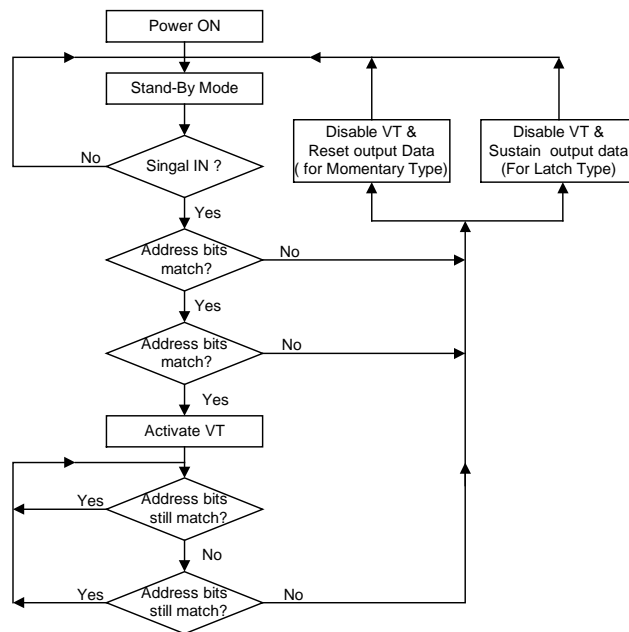 Power ON
Stand-By Mode
Disable VT &
Reset output Data
( for Momentary Type)
Disable VT &
Sustain output data
(For Latch Type)
No
Singal IN ?
Yes
Address bits
match?
No
Yes
Address bits
match?
No
Yes
Activate VT
Yes
Address bits
still match?
No
Yes
Address bits
still match?
No